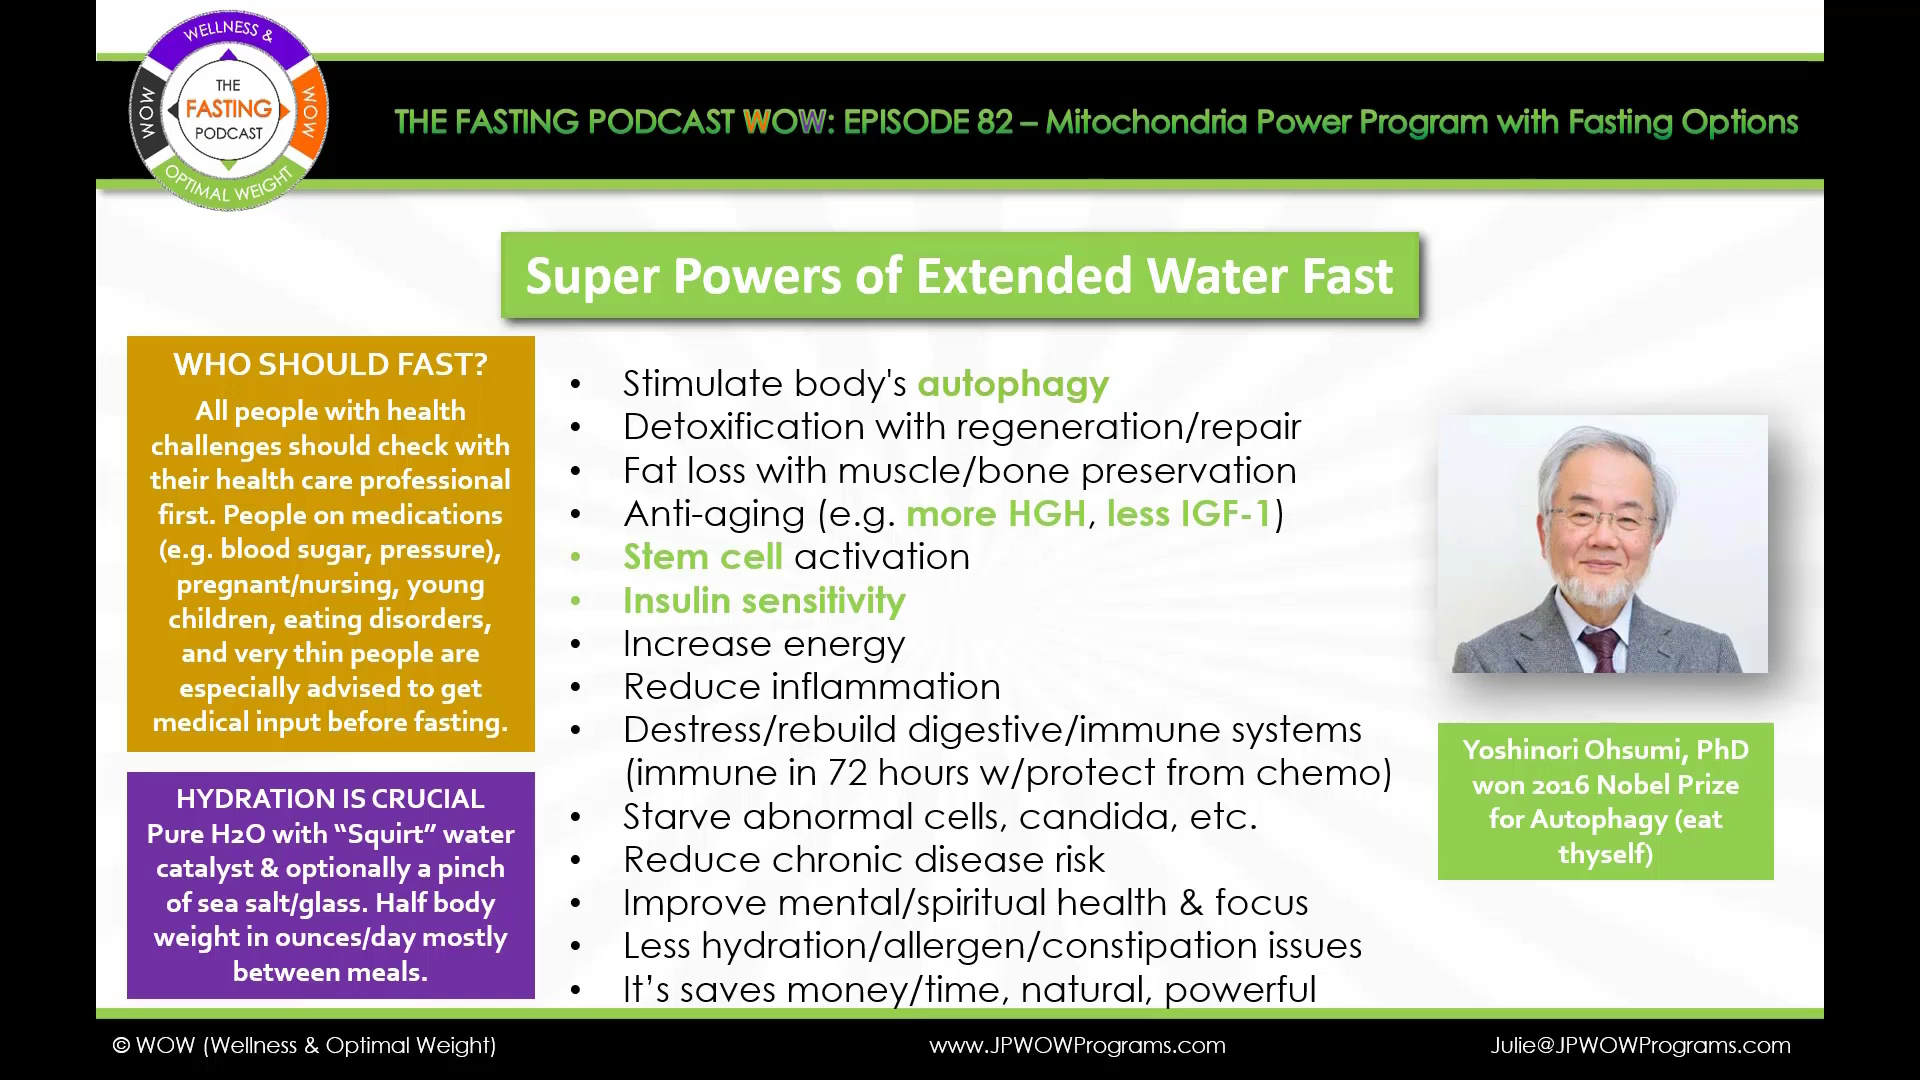 WELLNESS &
WOW
THE
FASTING
PODCAST
WOW
OPTIMAL WEIGHT
THE FASTING PODCAST WOW: EPISODE 82 – Mitochondria Power Program with Fasting Options
Super Powers of Extended Water Fast
WHO SHOULD FAST?
All people with health
challenges should check with
their health care professional
first. People on medications
(e.g. blood sugar, pressure),
pregnant/nursing, young
children, eating disorders,
and very thin people are
especially advised to get
medical input before fasting.
HYDRATION IS CRUCIAL
Pure H2O with “Squirt” water
catalyst & optionally a pinch
of sea salt/glass. Half body
weight in ounces/day mostly
between meals.
• Stimulate body's autophagy
• Detoxification with regeneration/repair
• Fat loss with muscle/bone preservation
• Anti-aging (e.g. more HGH, less IGF-1)
• Stem cell activation
• Insulin sensitivity
• Increase energy
• Reduce inflammation
• Destress/rebuild digestive/immune systems
(immune in 72 hours w/protect from chemo)
• Starve abnormal cells, candida, etc.
• Reduce chronic disease risk
• Improve mental/spiritual health & focus
• Less hydration/allergen/constipation issues
• It’s saves money/time, natural, powerful
Yoshinori Ohsumi, PhD
won 2016 Nobel Prize
for Autophagy (eat
thyself)
© WOW (Wellness & Optimal Weight)
www.JPWOWPrograms.com
Julie@JPWOWPrograms.com